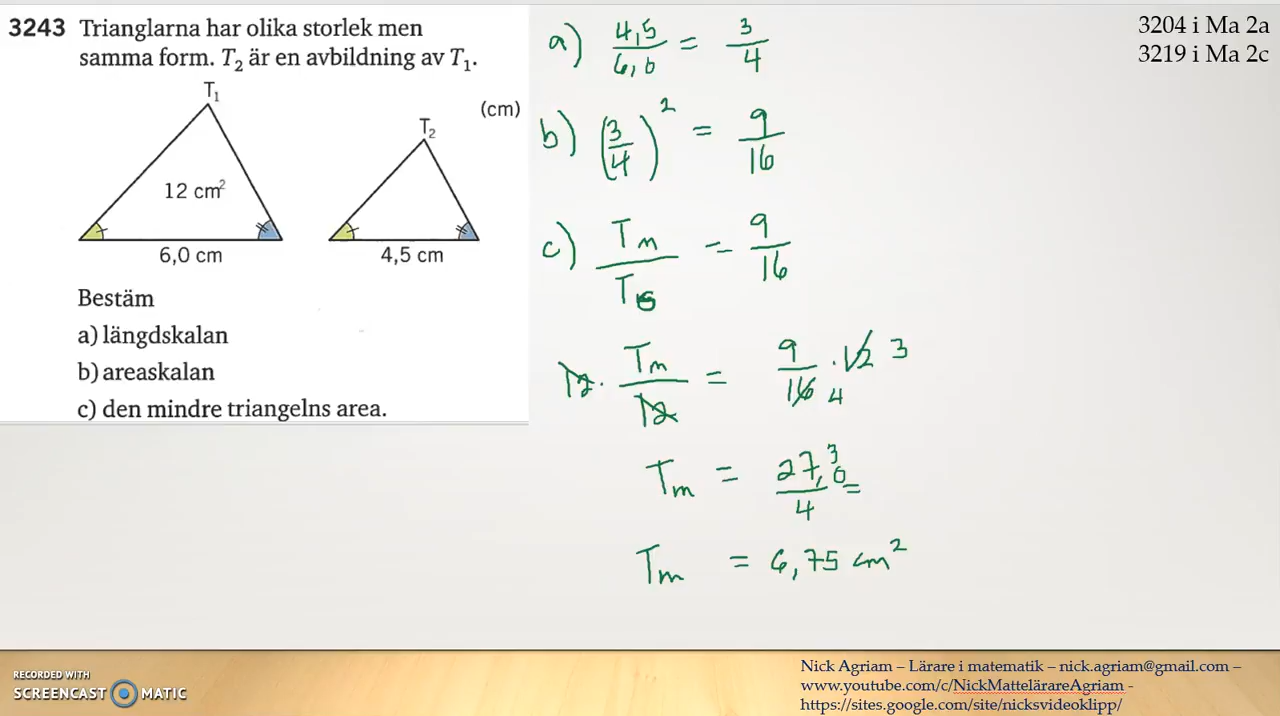 3243 Trianglarna har olika storlek men
samma form. T₂ är en avbildning av T₁.
T₁
T₂
(cm)
12 cm²
6,0 cm
4,5 cm
Bestäm
a) längdskalan
b) areaskalan
c) den mindre triangelns area.
a) 4,5/6,0 = 3/4
b) (3/4)² = 9/16
c) Tm/TS = 9/16
12 · Tm/12 = 9/16 · 12 3
4
Tm = 27,0/4 =
3
Tm = 6,75 cm²
3204 i Ma 2a
3219 i Ma 2c
RECORDED WITH
SCREENCAST MATIC
Nick Agriam – Lärare i matematik – nick.agriam@gmail.com –
www.youtube.com/c/NickMattelärareAgriam -
https://sites.google.com/site/nicksvideoklipp/